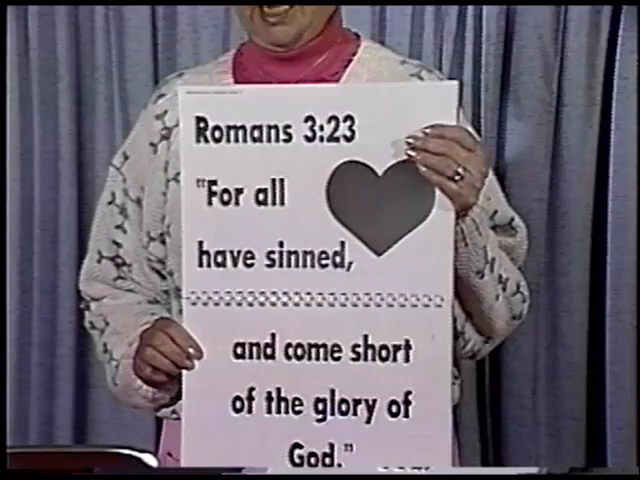 Romans 3:23
"For all
have sinned,
and come short
of the glory of
God."